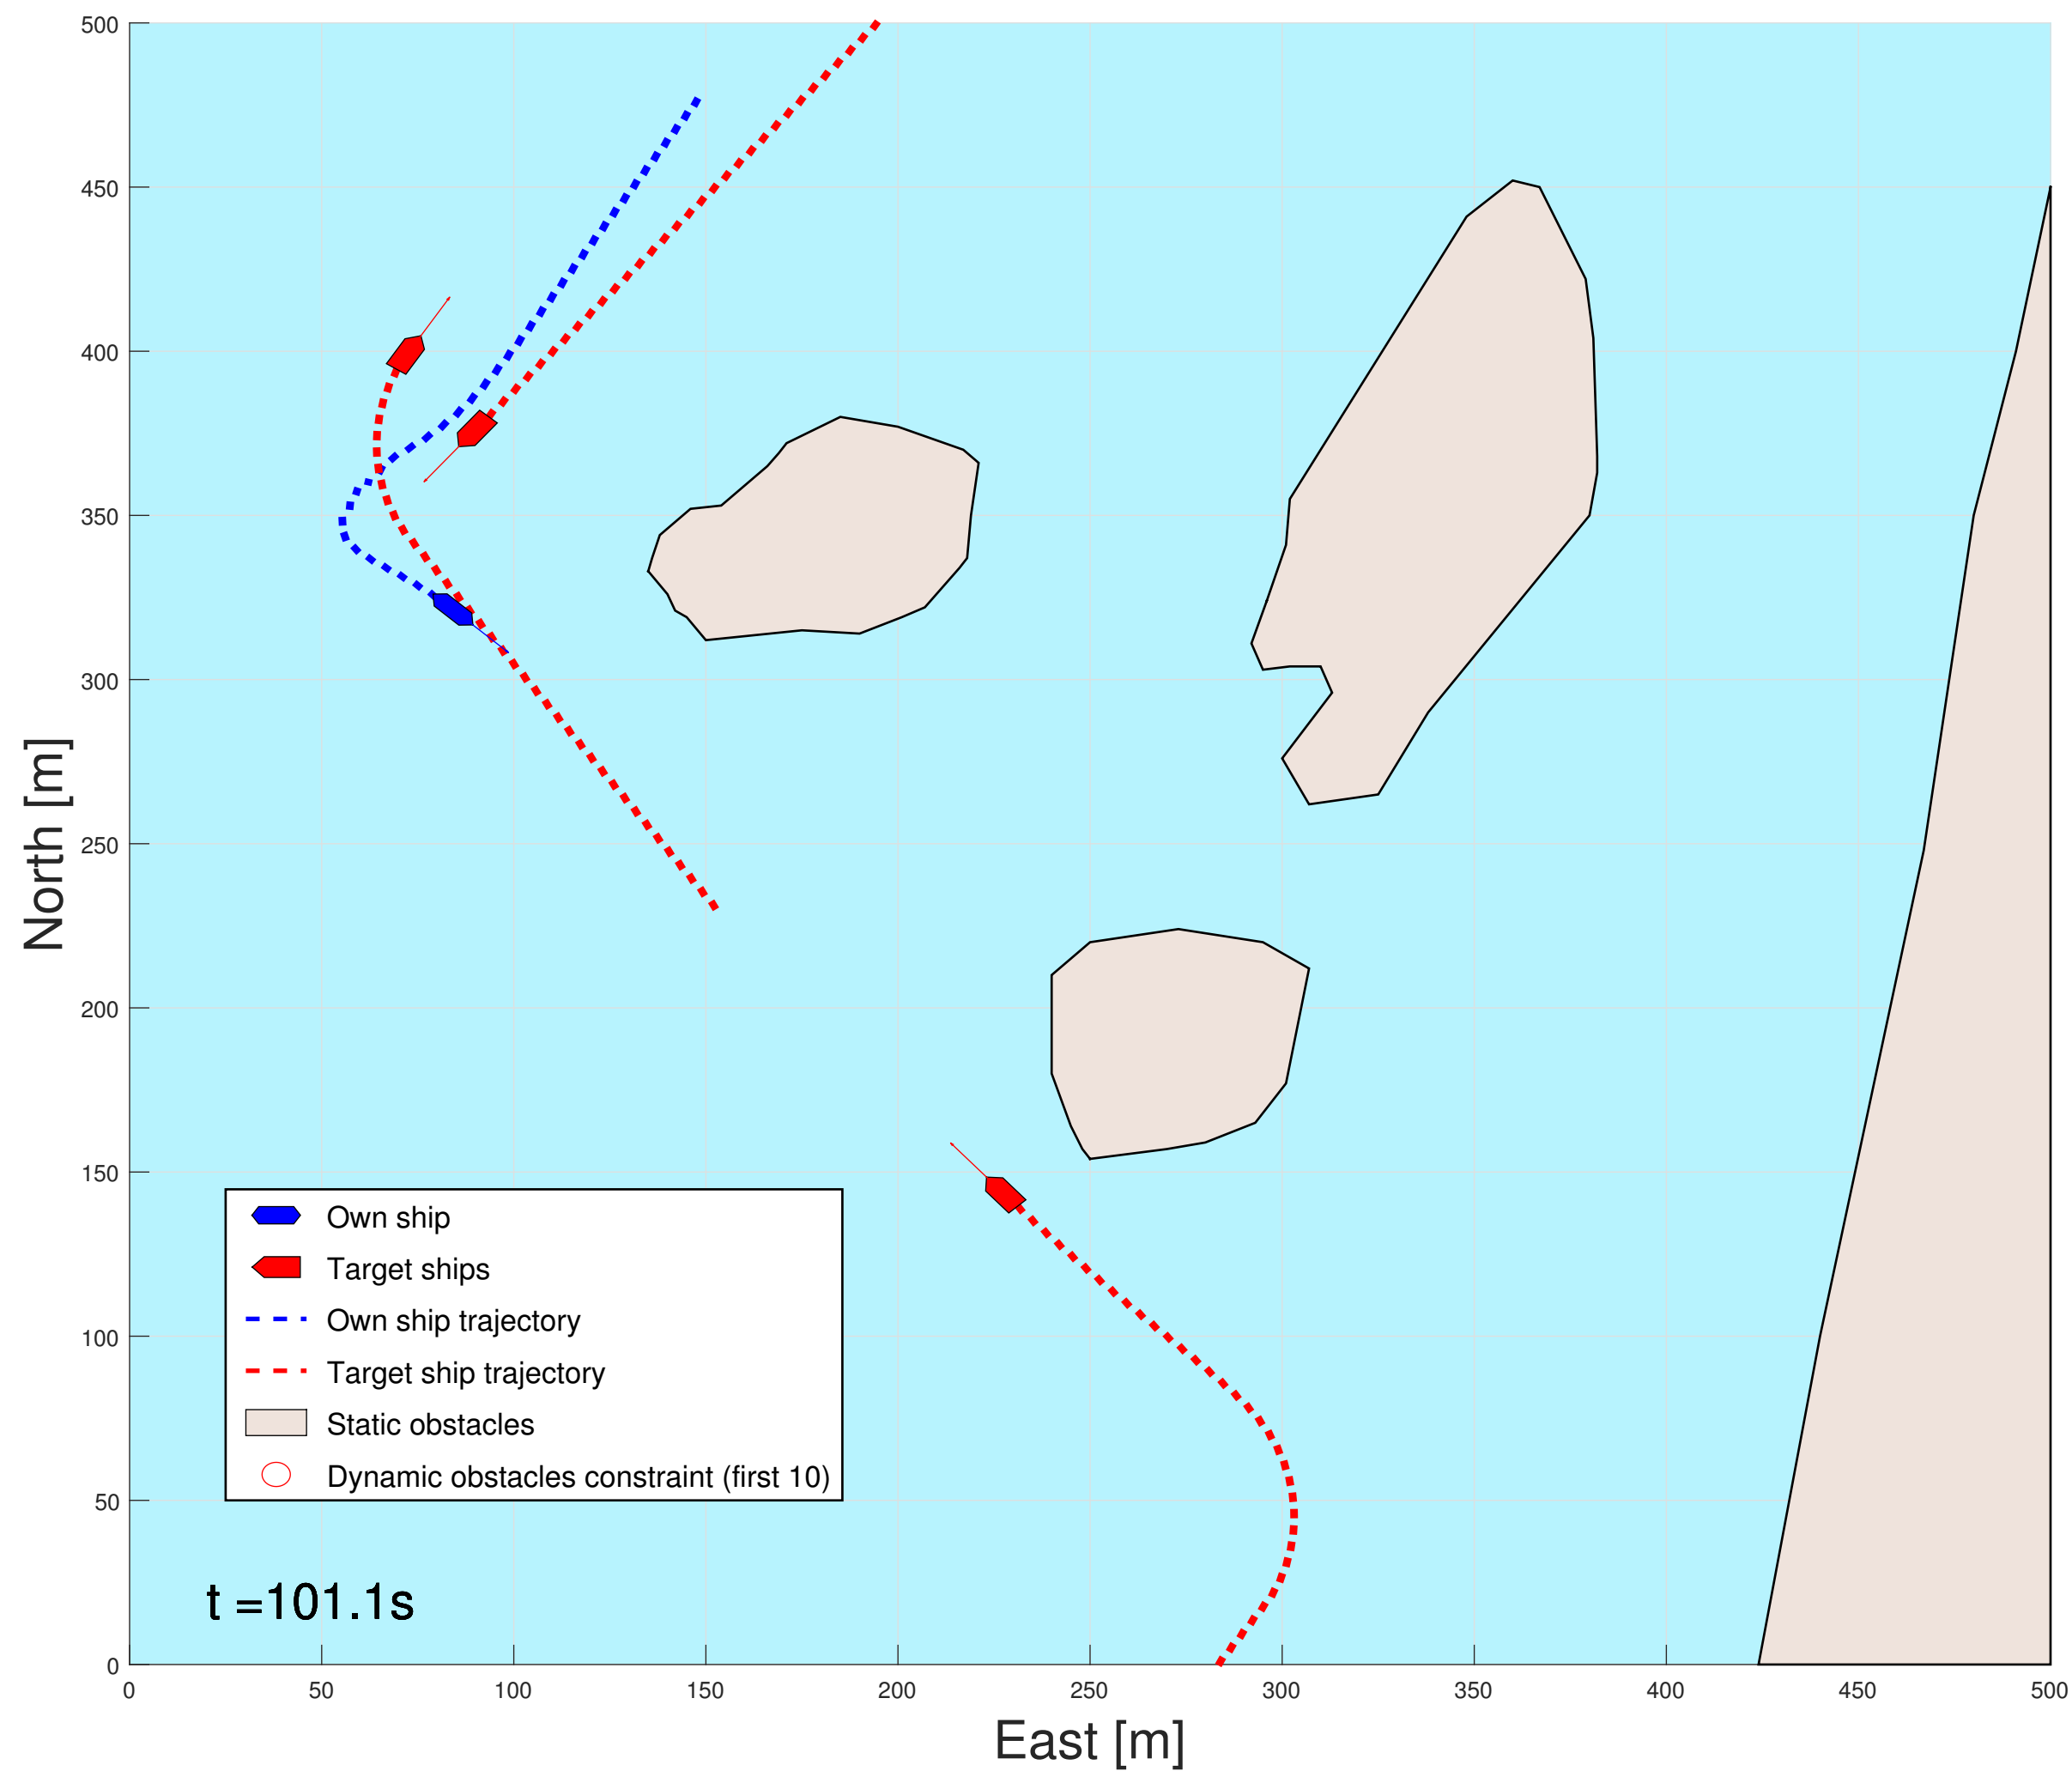 500
450
400
350
300
250
200
150
100
50
0
North [m]
Own ship
Target ships
Own ship trajectory
Target ship trajectory
Static obstacles
Dynamic obstacles constraint (first 10)
t =101.1s
0 50 100 150 200 250 300 350 400 450 500
East [m]